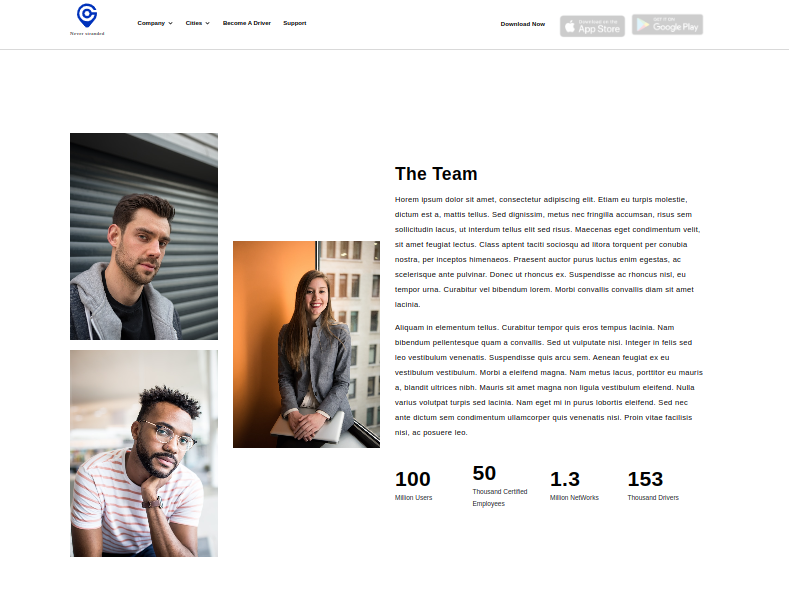 Never stranded
Company
Cities
Become A Driver
Support
Download Now
Download on the
App Store
GET IT ON
Google Play
The Team
Horem ipsum dolor sit amet, consectetur adipiscing elit. Etiam eu turpis molestie,
dictum est a, mattis tellus. Sed dignissim, metus nec fringilla accumsan, risus sem
sollicitudin lacus, ut interdum tellus elit sed risus. Maecenas eget condimentum velit,
sit amet feugiat lectus. Class aptent taciti sociosqu ad litora torquent per conubia
nostra, per inceptos himenaeos. Praesent auctor purus luctus enim egestas, ac
scelerisque ante pulvinar. Donec ut rhoncus ex. Suspendisse ac rhoncus nisl, eu
tempor urna. Curabitur vel bibendum lorem. Morbi convallis convallis diam sit amet
lacinia.
Aliquam in elementum tellus. Curabitur tempor quis eros tempus lacinia. Nam
bibendum pellentesque quam a convallis. Sed ut vulputate nisi. Integer in felis sed
leo vestibulum venenatis. Suspendisse quis arcu sem. Aenean feugiat ex eu
vestibulum vestibulum. Morbi a eleifend magna. Nam metus lacus, porttitor eu mauris
a, blandit ultrices nibh. Mauris sit amet magna non ligula vestibulum eleifend. Nulla
varius volutpat turpis sed lacinia. Nam eget mi in purus lobortis eleifend. Sed nec
ante dictum sem condimentum ullamcorper quis venenatis nisi. Proin vitae facilisis
nisi, ac posuere leo.
100
Million Users
50
Thousand Certified
Employees
1.3
Million NetWorks
153
Thousand Drivers